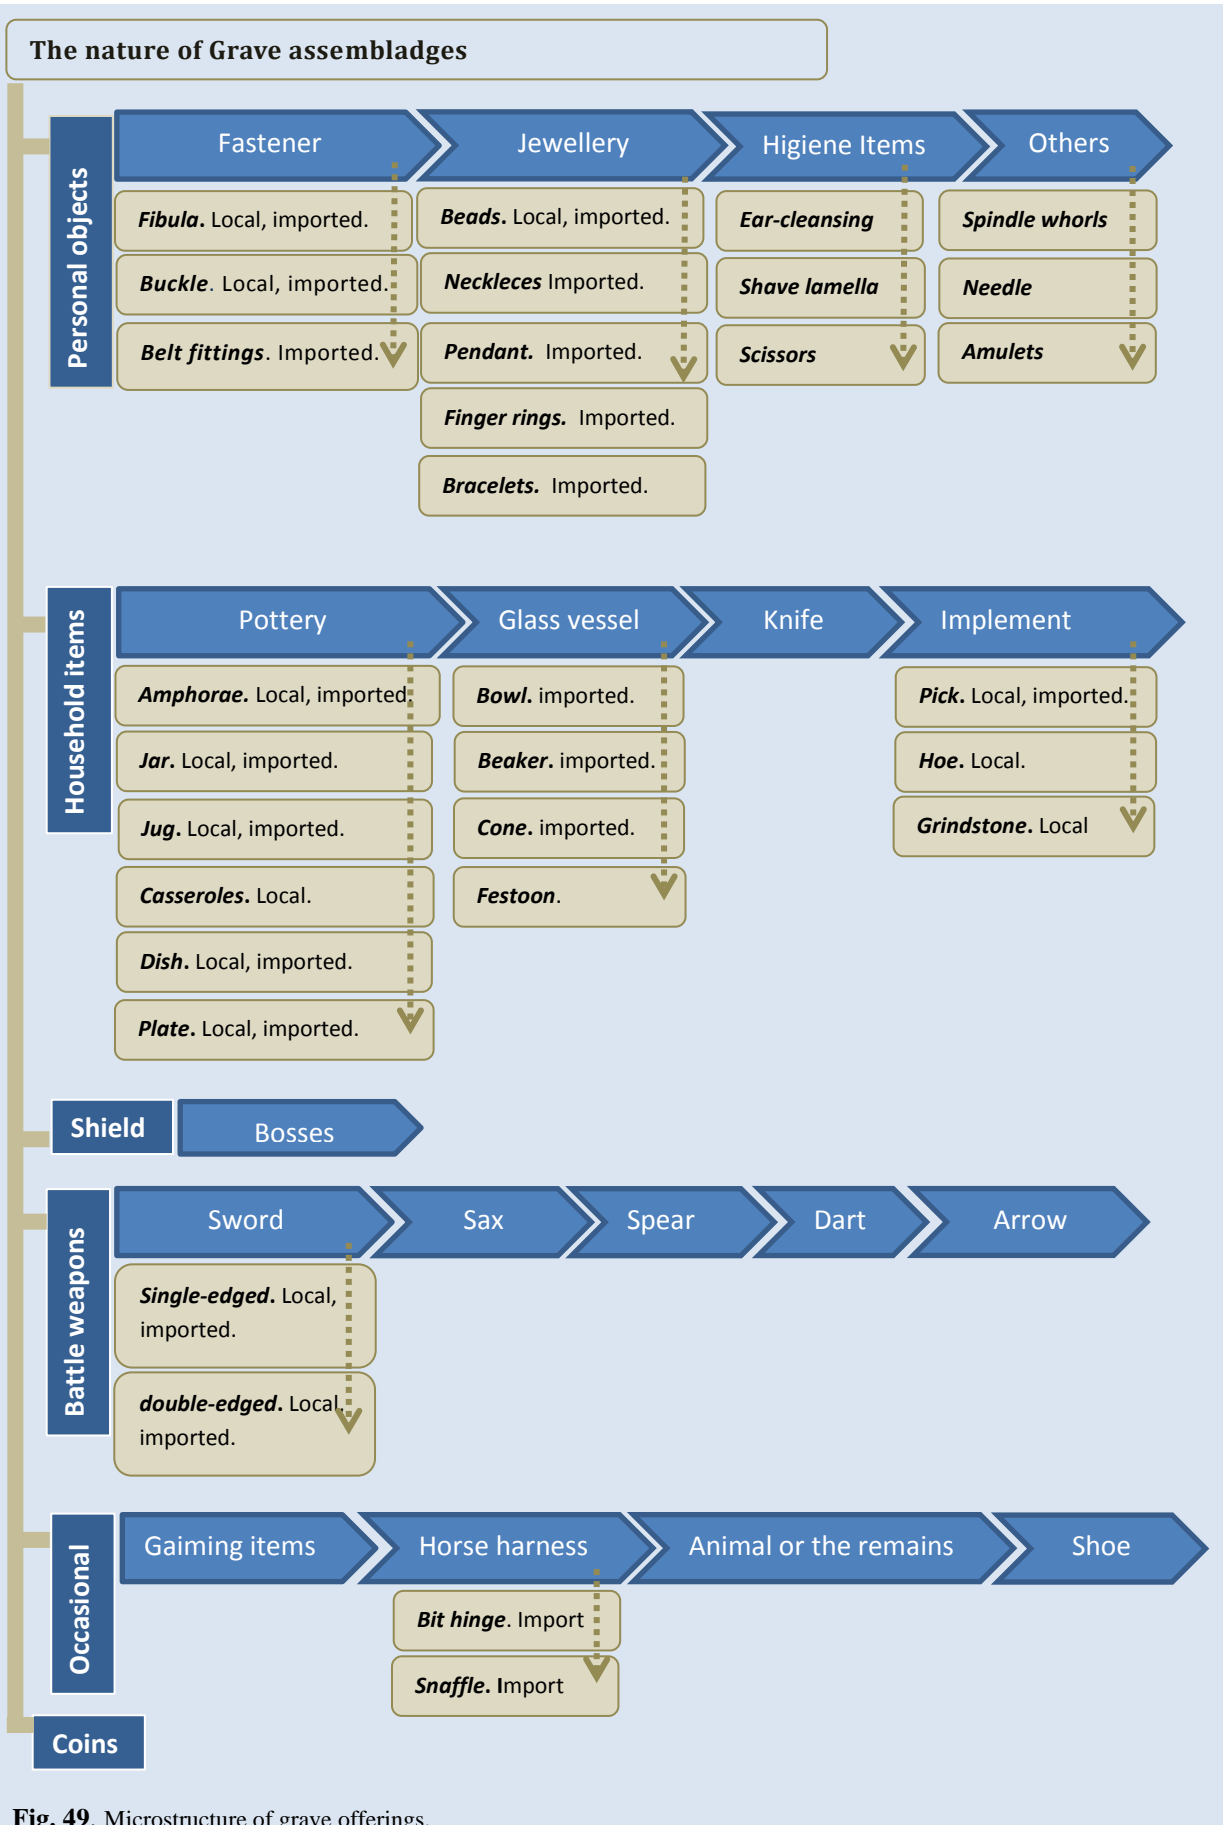 The nature of Grave assembladges
Personal objects
Fastener
Jewellery
Higiene Items
Others
Fibula. Local, imported.
Buckle. Local, imported.
Belt fittings. Imported.
Beads. Local, imported.
Neckleces Imported.
Pendant. Imported.
Finger rings. Imported.
Bracelets. Imported.
Ear-cleansing
Shave lamella
Scissors
Spindle whorls
Needle
Amulets
Household items
Pottery
Glass vessel
Knife
Implement
Amphorae. Local, imported.
Jar. Local, imported.
Jug. Local, imported.
Casseroles. Local.
Dish. Local, imported.
Plate. Local, imported.
Bowl. imported.
Beaker. imported.
Cone. imported.
Festoon.
Pick. Local, imported.
Hoe. Local.
Grindstone. Local
Shield
Bosses
Battle weapons
Sword
Sax
Spear
Dart
Arrow
Single-edged. Local,
imported.
double-edged. Local,
imported.
Occasional
Gaiming items
Horse harness
Animal or the remains
Shoe
Bit hinge. Import
Snaffle. Import
Coins
Fig. 49. Microstructure of grave offerings.